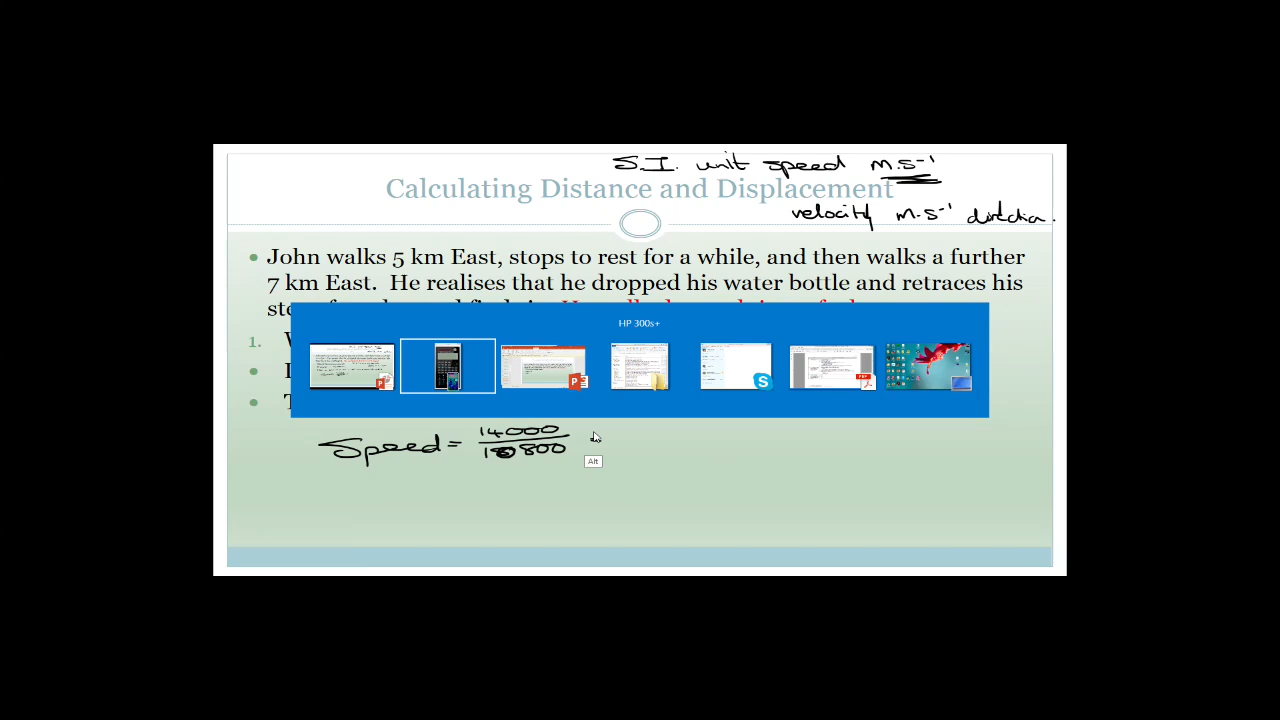 S.I. unit speed m.s⁻¹
Calculating Distance and Displacement
velocity m.s⁻¹ direction.
• John walks 5 km East, stops to rest for a while, and then walks a further
7 km East. He realises that he dropped his water bottle and retraces his
HP 300s+
1.
•
•
Speed = 14000 / 10800
Alt